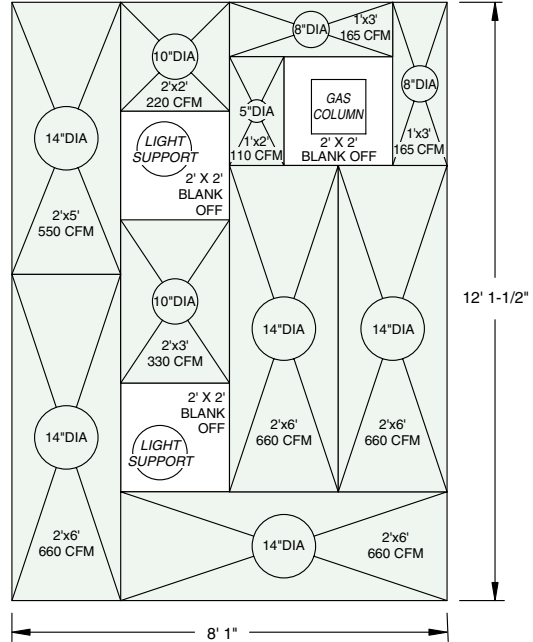 14"DIA
2'x5'
550 CFM
10"DIA
2'x2'
220 CFM
8"DIA
1'x3'
165 CFM
8"DIA
1'x3'
165 CFM
5"DIA
1'x2'
110 CFM
GAS
COLUMN
2' X 2'
BLANK OFF
LIGHT
SUPPORT
2' X 2'
BLANK
OFF
10"DIA
2'x3'
330 CFM
14"DIA
2'x6'
660 CFM
14"DIA
2'x6'
660 CFM
12' 1-1/2"
2' X 2'
BLANK
OFF
LIGHT
SUPPORT
14"DIA
2'x6'
660 CFM
14"DIA
2'x6'
660 CFM
8' 1"